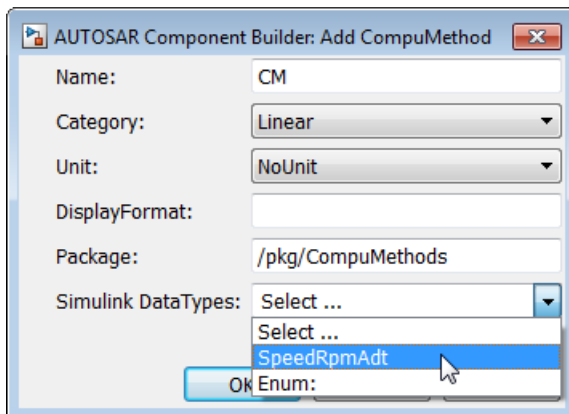 AUTOSAR Component Builder: Add CompuMethod
Name: CM
Category: Linear
Unit: NoUnit
DisplayFormat:
Package: /pkg/CompuMethods
Simulink DataTypes: Select ...
Select ...
SpeedRpmAdt
Enum: